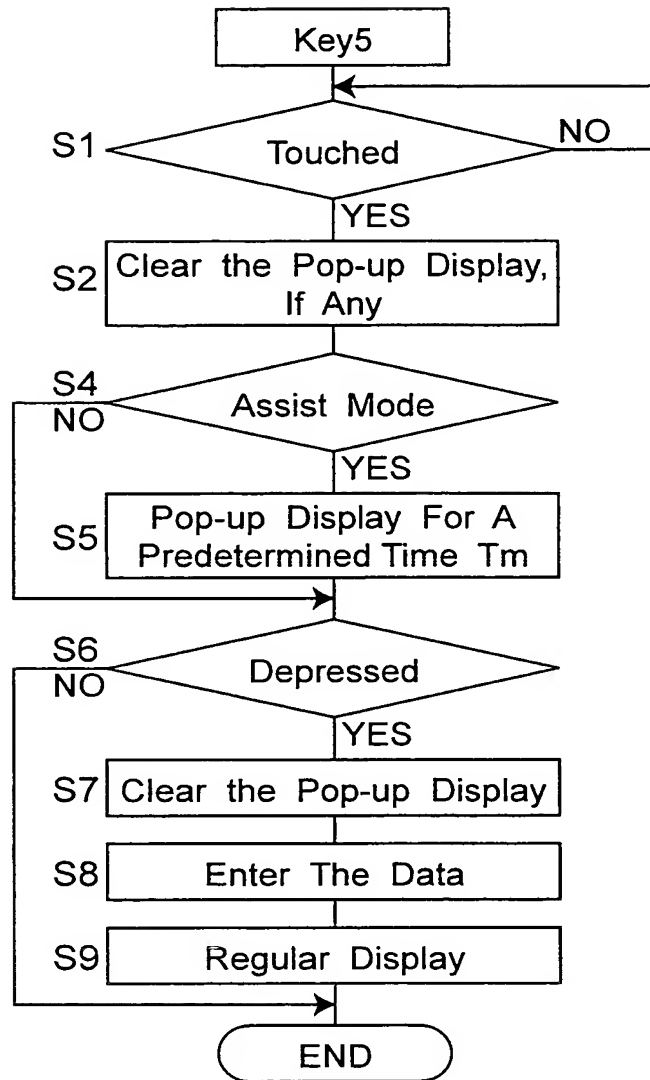 Key5
S1
Touched
NO
YES
S2
Clear the Pop-up Display,
If Any
S4
NO
Assist Mode
YES
S5
Pop-up Display For A
Predetermined Time Tm
S6
NO
Depressed
YES
S7
Clear the Pop-up Display
S8
Enter The Data
S9
Regular Display
END